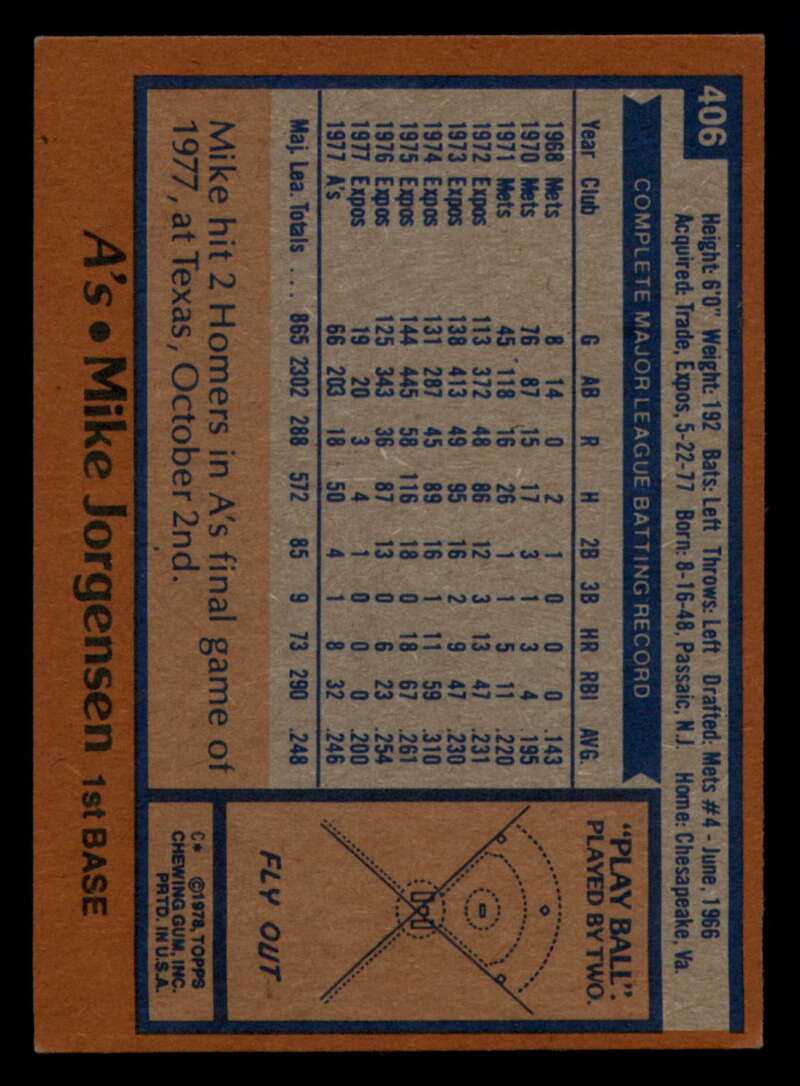 406
Height: 6'0" Weight: 192 Bats: Left Throws: Left Drafted: Mets #4 - June, 1966
Acquired: Trade, Expos, 5-22-77 Born: 8-16-48, Passaic, N.J. Home: Chesapeake, Va.
COMPLETE MAJOR LEAGUE BATTING RECORD
Year Club G AB R H 2B 3B HR RBI AVG.
1968 Mets 8 14 0 2 1 0 0 0 .143
1970 Mets 76 87 15 17 3 1 3 4 .195
1971 Mets 45 118 16 26 1 1 5 11 .220
1972 Expos 113 372 48 86 12 3 13 47 .231
1973 Expos 138 413 49 95 16 2 9 47 .230
1974 Expos 131 287 45 89 16 1 11 59 .310
1975 Expos 144 445 58 116 18 0 18 67 .261
1976 Expos 125 343 36 87 13 0 6 23 .254
1977 Expos 19 20 3 4 1 0 0 0 .200
1977 A's 66 203 18 50 4 1 8 32 .246
Maj. Lea. Totals ... 865 2302 288 572 85 9 73 290 .248
Mike hit 2 Homers in A's final game of
1977, at Texas, October 2nd.
"PLAY BALL".
PLAYED BY TWO.
FLY OUT
C* ©1978, TOPPS
CHEWING GUM, INC.
PRTD. IN U.S.A.
A's • Mike Jorgensen 1st BASE